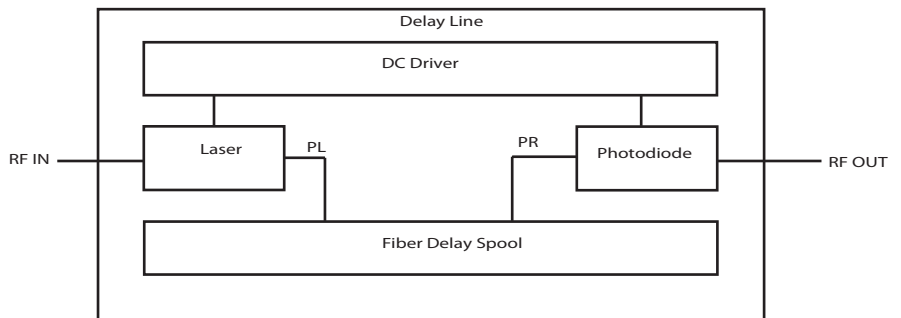 Delay Line
DC Driver
Laser
PL
PR
Photodiode
RF IN
RF OUT
Fiber Delay Spool